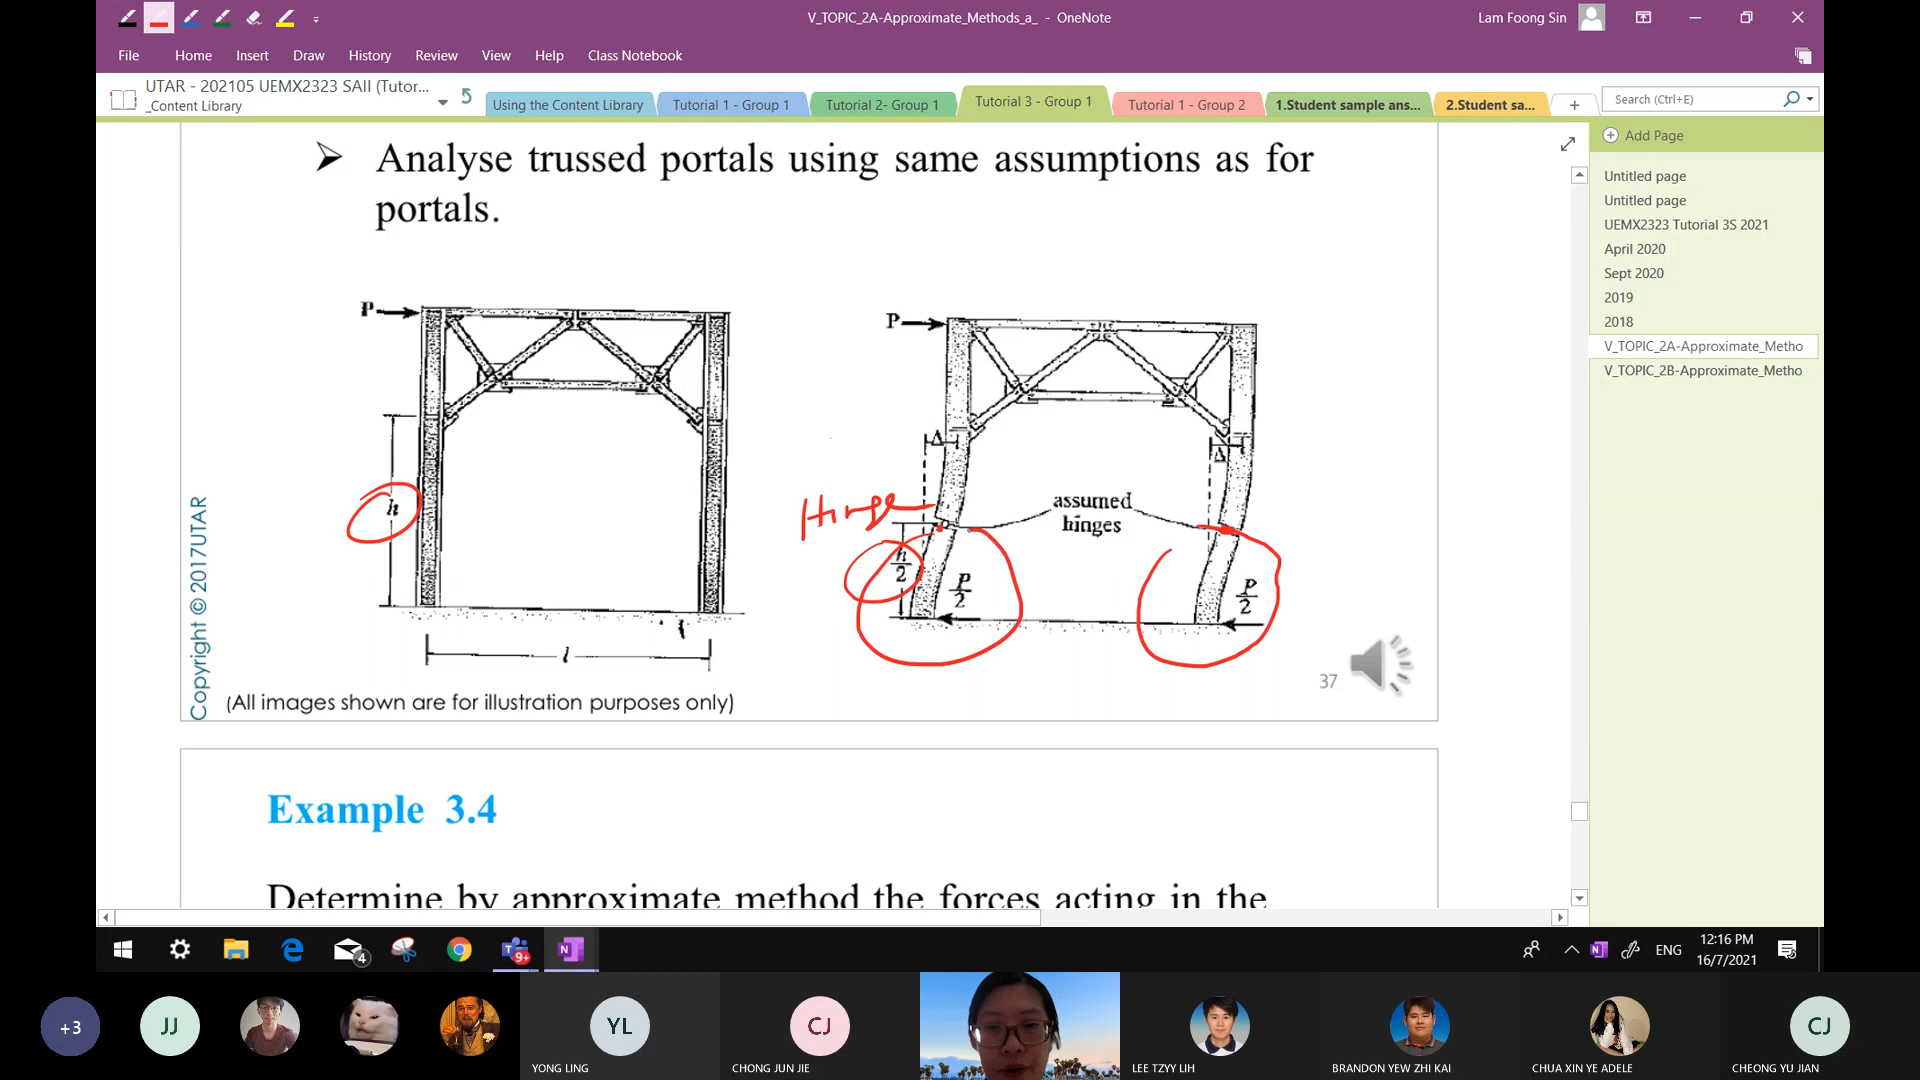 V_TOPIC_2A-Approximate_Methods_a_ - OneNote
Lam Foong Sin
File Home Insert Draw History Review View Help Class Notebook
UTAR - 202105 UEMX2323 SAII (Tutor...
_Content Library
Using the Content Library
Tutorial 1 - Group 1
Tutorial 2- Group 1
Tutorial 3 - Group 1
Tutorial 1 - Group 2
1.Student sample ans...
2.Student sa...
Search (Ctrl+E)
Add Page
Untitled page
Untitled page
UEMX2323 Tutorial 3S 2021
April 2020
Sept 2020
2019
2018
V_TOPIC_2A-Approximate_Metho
V_TOPIC_2B-Approximate_Metho
➢ Analyse trussed portals using same assumptions as for
portals.
P
h
l
P
Δ
Δ
Hinge
assumed
hinges
h
2
P
2
P
2
Copyright © 2017UTAR
(All images shown are for illustration purposes only)
37
Example 3.4
Determine by approximate method the forces acting in the
4
9+
ENG
12:16 PM
16/7/2021
+3
JJ
YL
YONG LING
CJ
CHONG JUN JIE
LEE TZYY LIH
BRANDON YEW ZHI KAI
CHUA XIN YE ADELE
CJ
CHEONG YU JIAN